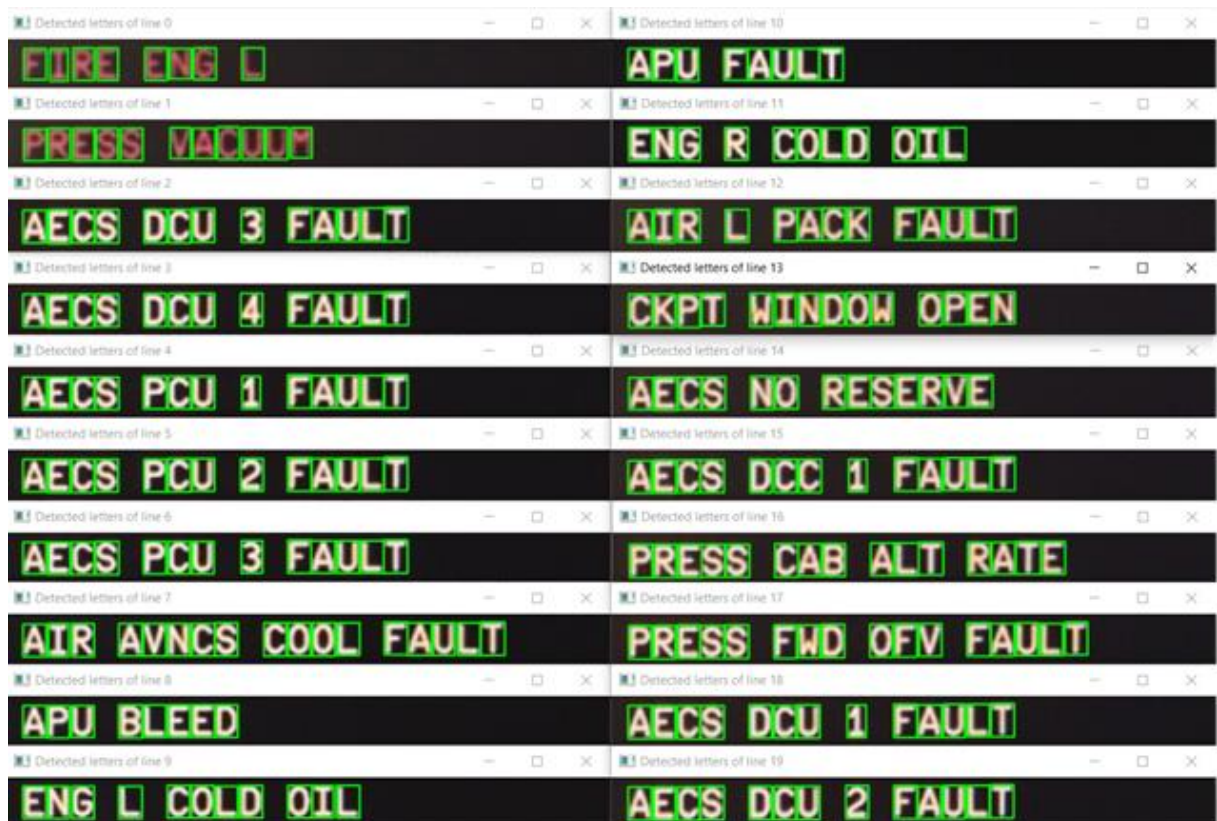 Detected letters of line 0
FIRE ENG L
Detected letters of line 1
PRESS VACUUM
Detected letters of line 2
AECS DCU 3 FAULT
Detected letters of line 3
AECS DCU 4 FAULT
Detected letters of line 4
AECS PCU 1 FAULT
Detected letters of line 5
AECS PCU 2 FAULT
Detected letters of line 6
AECS PCU 3 FAULT
Detected letters of line 7
AIR AVNCS COOL FAULT
Detected letters of line 8
APU BLEED
Detected letters of line 9
ENG L COLD OIL
Detected letters of line 10
APU FAULT
Detected letters of line 11
ENG R COLD OIL
Detected letters of line 12
AIR L PACK FAULT
Detected letters of line 13
CKPT WINDOW OPEN
Detected letters of line 14
AECS NO RESERVE
Detected letters of line 15
AECS DCC 1 FAULT
Detected letters of line 16
PRESS CAB ALT RATE
Detected letters of line 17
PRESS FWD OFV FAULT
Detected letters of line 18
AECS DCU 1 FAULT
Detected letters of line 19
AECS DCU 2 FAULT